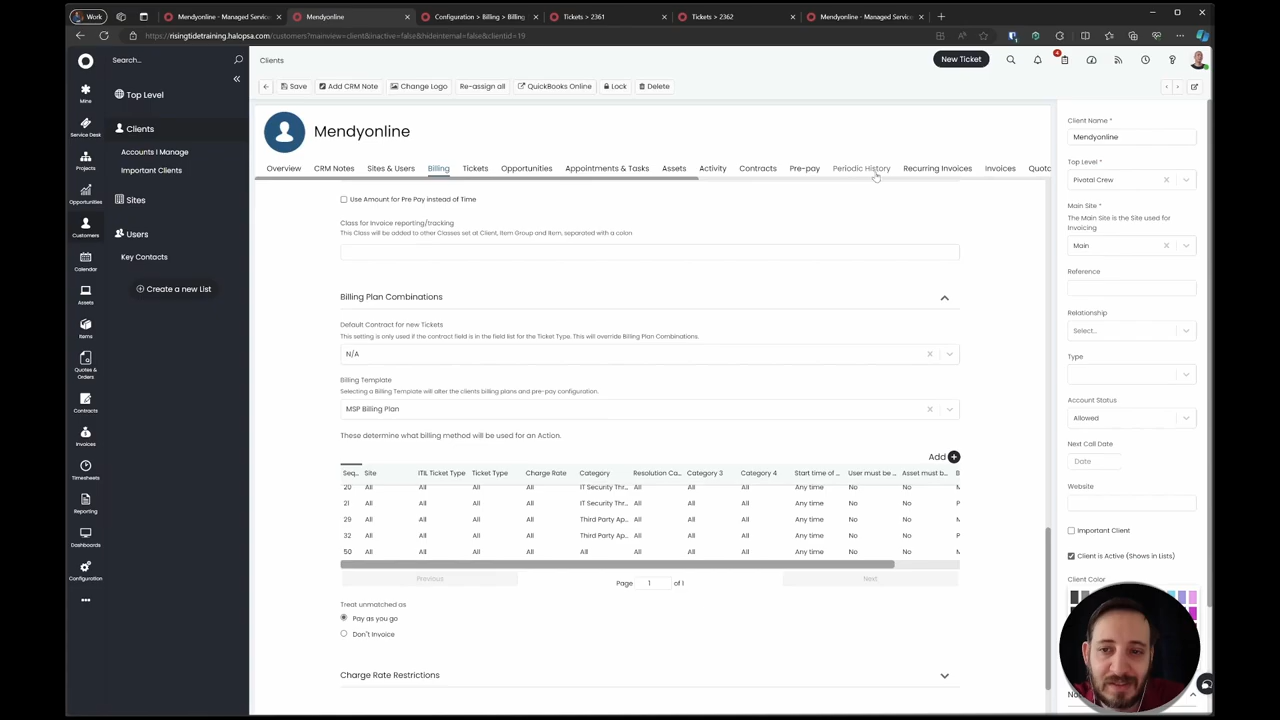 Work
Mendyonline - Managed Servic
Mendyonline
Configuration > Billing > Billing
Tickets > 2361
Tickets > 2362
Mendyonline - Managed Servic
https://risingtidetraining.halopsa.com/customers?mainview=client&inactive=false&hideinternal=false&clientid=19
Search...
Clients
New Ticket
4
Top Level
Clients
Accounts I Manage
Important Clients
Sites
Users
Key Contacts
Create a new List
Mine
Service Desk
Projects
Opportunities
Customers
Calendar
Assets
Items
Quotes & Orders
Contracts
Invoices
Timesheets
Reporting
Dashboards
Configuration
Save
Add CRM Note
Change Logo
Re-assign all
QuickBooks Online
Lock
Delete
Mendyonline
Overview
CRM Notes
Sites & Users
Billing
Tickets
Opportunities
Appointments & Tasks
Assets
Activity
Contracts
Pre-pay
Periodic History
Recurring Invoices
Invoices
Quota
Use Amount for Pre Pay instead of Time
Class for invoice reporting/tracking
This Class will be added to other Classes set at Client, Item Group and Item, separated with a colon
Billing Plan Combinations
Default Contract for new Tickets
This setting is only used if the contract field is in the field list for the Ticket Type. This will override Billing Plan Combinations.
N/A
Billing Template
Selecting a Billing Template will alter the clients billing plans and pre-pay configuration.
MSP Billing Plan
These determine what billing method will be used for an Action.
Add
Seq... Site ITIL Ticket Type Ticket Type Charge Rate Category Resolution Ca... Category 3 Category 4 Start time of ... User must be ... Asset must b... B
20 All All All All IT Security Thr... All All All Any time No No M
21 All All All All IT Security Thr... All All All Any time No No P
29 All All All All Third Party Ap... All All All Any time No No M
32 All All All All Third Party Ap... All All All Any time No No P
50 All All All All All All All All Any time No No M
Previous
Page 1 of 1
Next
Treat unmatched as
Pay as you go
Don't Invoice
Charge Rate Restrictions
Client Name *
Mendyonline
Top Level *
Pivotal Crew
Main Site *
The Main Site is the Site used for Invoicing
Main
Reference
Relationship
Select...
Type
Account Status
Allowed
Next Call Date
Date
Website
Important Client
Client is Active (Shows in Lists)
Client Color